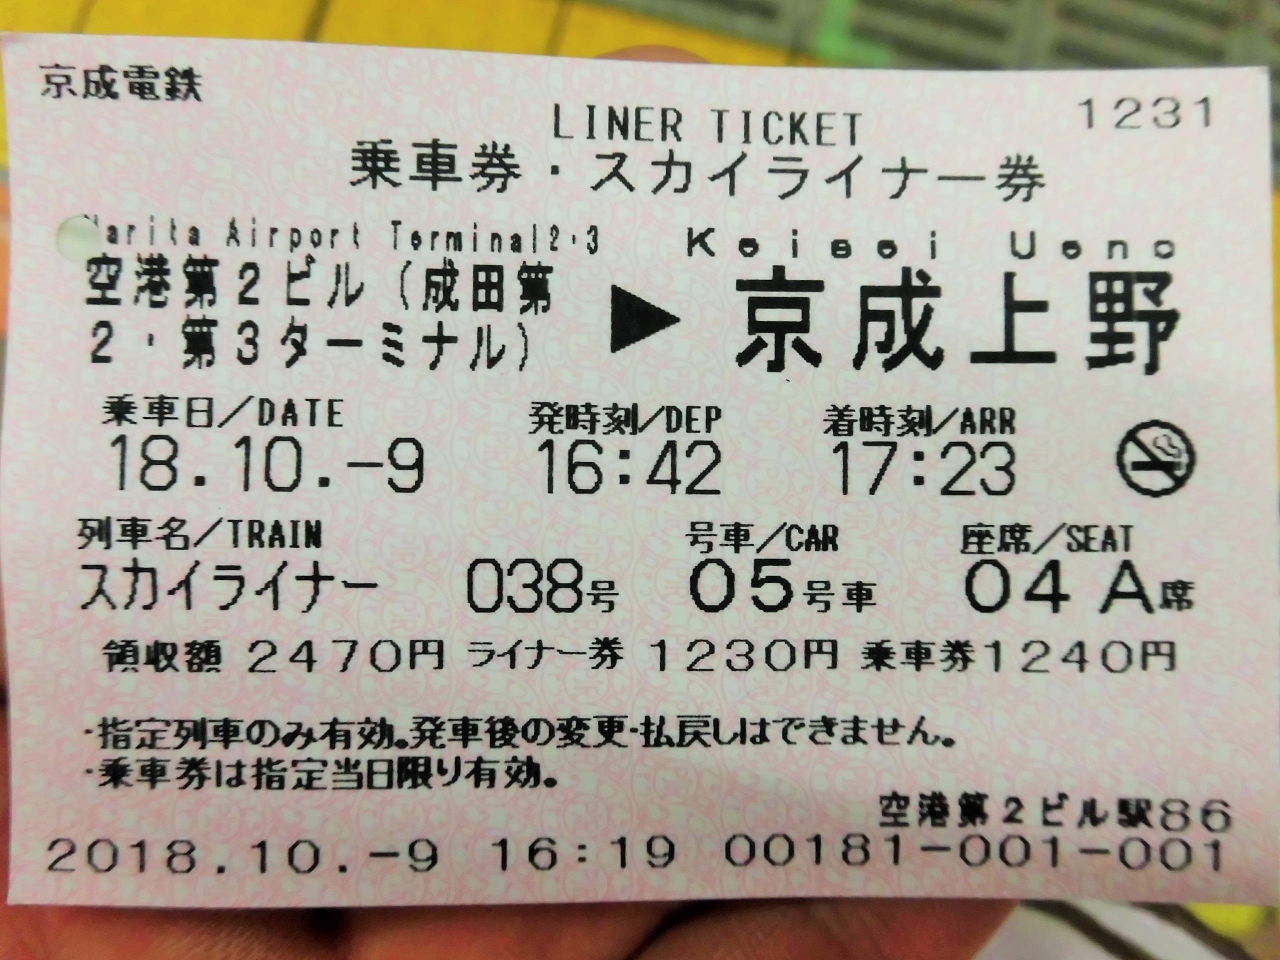 京成電鉄
LINER TICKET 1231
乗車券・スカイライナー券
Narita Airport Terminal2・3 Keisei Ueno
空港第2ビル(成田第
2・第3ターミナル) ▶ 京成上野
乗車日/DATE 発時刻/DEP 着時刻/ARR
18.10.-9 16:42 17:23
列車名/TRAIN 号車/CAR 座席/SEAT
スカイライナー 038号 05号車 04 A席
領収額 2470円 ライナー券 1230円 乗車券1240円
・指定列車のみ有効。発車後の変更・払戻しはできません。
・乗車券は指定当日限り有効。
空港第2ビル駅86
2018.10.-9 16:19 00181-001-001